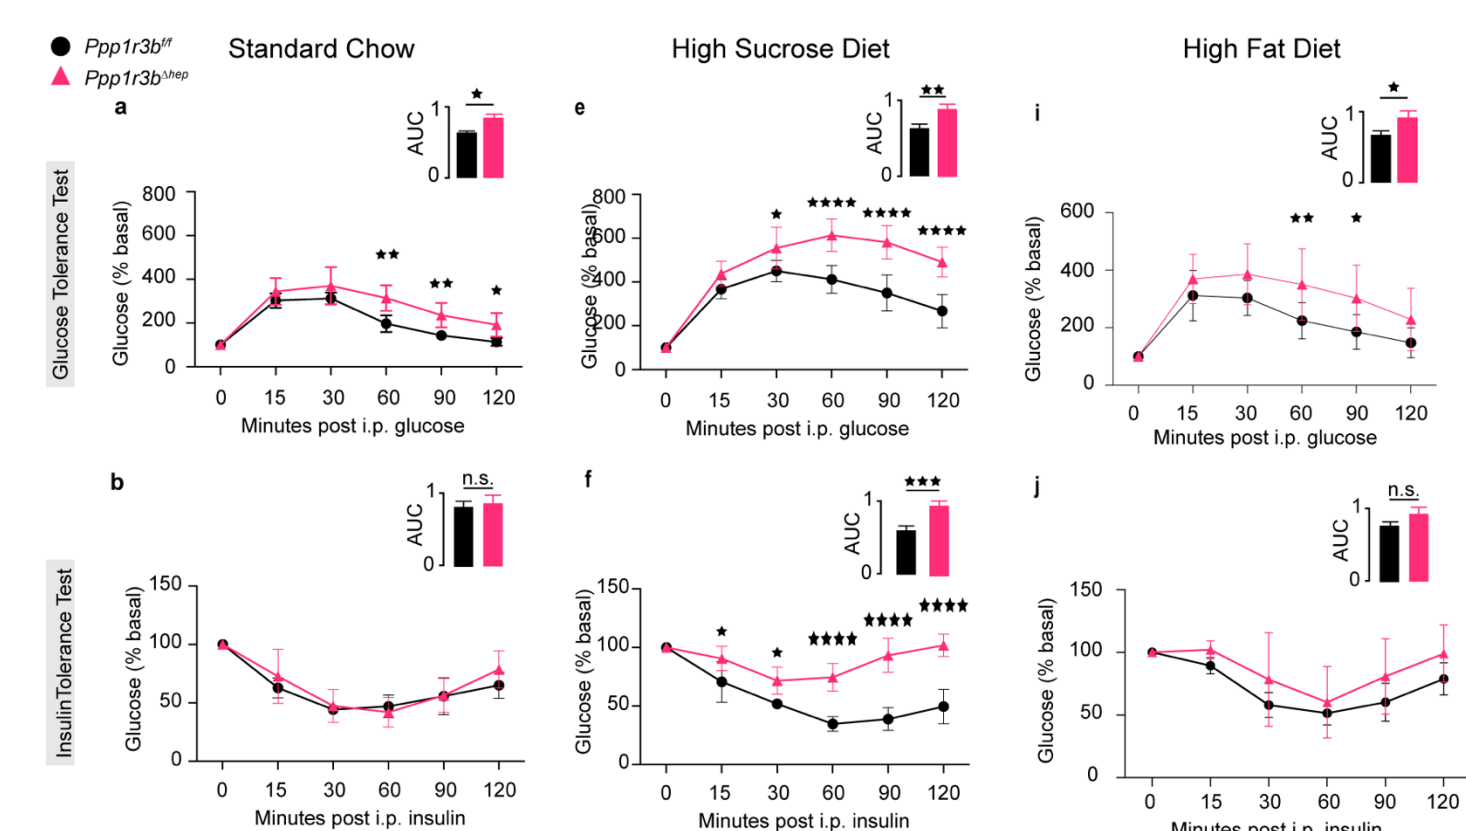 Ppp1r3bf/f
Ppp1r3bΔhep
Standard Chow
High Sucrose Diet
High Fat Diet
Glucose Tolerance Test
InsulinTolerance Test
a
AUC
1
0
★
Glucose (% basal)
800
600
400
200
0
★★
★★
★
0 15 30 60 90 120
Minutes post i.p. glucose
e
AUC
1
0
★★
Glucose (% basal)
800
600
400
200
0
★
★★★★
★★★★
★★★★
0 15 30 60 90 120
Minutes post i.p. glucose
i
AUC
1
0
★
Glucose (% basal)
600
400
200
0
★★
★
0 15 30 60 90 120
Minutes post i.p. glucose
b
AUC
1
0
n.s.
Glucose (% basal)
150
100
50
0
0 15 30 60 90 120
Minutes post i.p. insulin
f
AUC
1
0
★★★
Glucose (% basal)
150
100
50
0
★
★
★★★★
★★★★
★★★★
0 15 30 60 90 120
Minutes post i.p. insulin
j
AUC
1
0
n.s.
Glucose (% basal)
150
100
50
0
0 15 30 60 90 120
Minutes post i.p. insulin